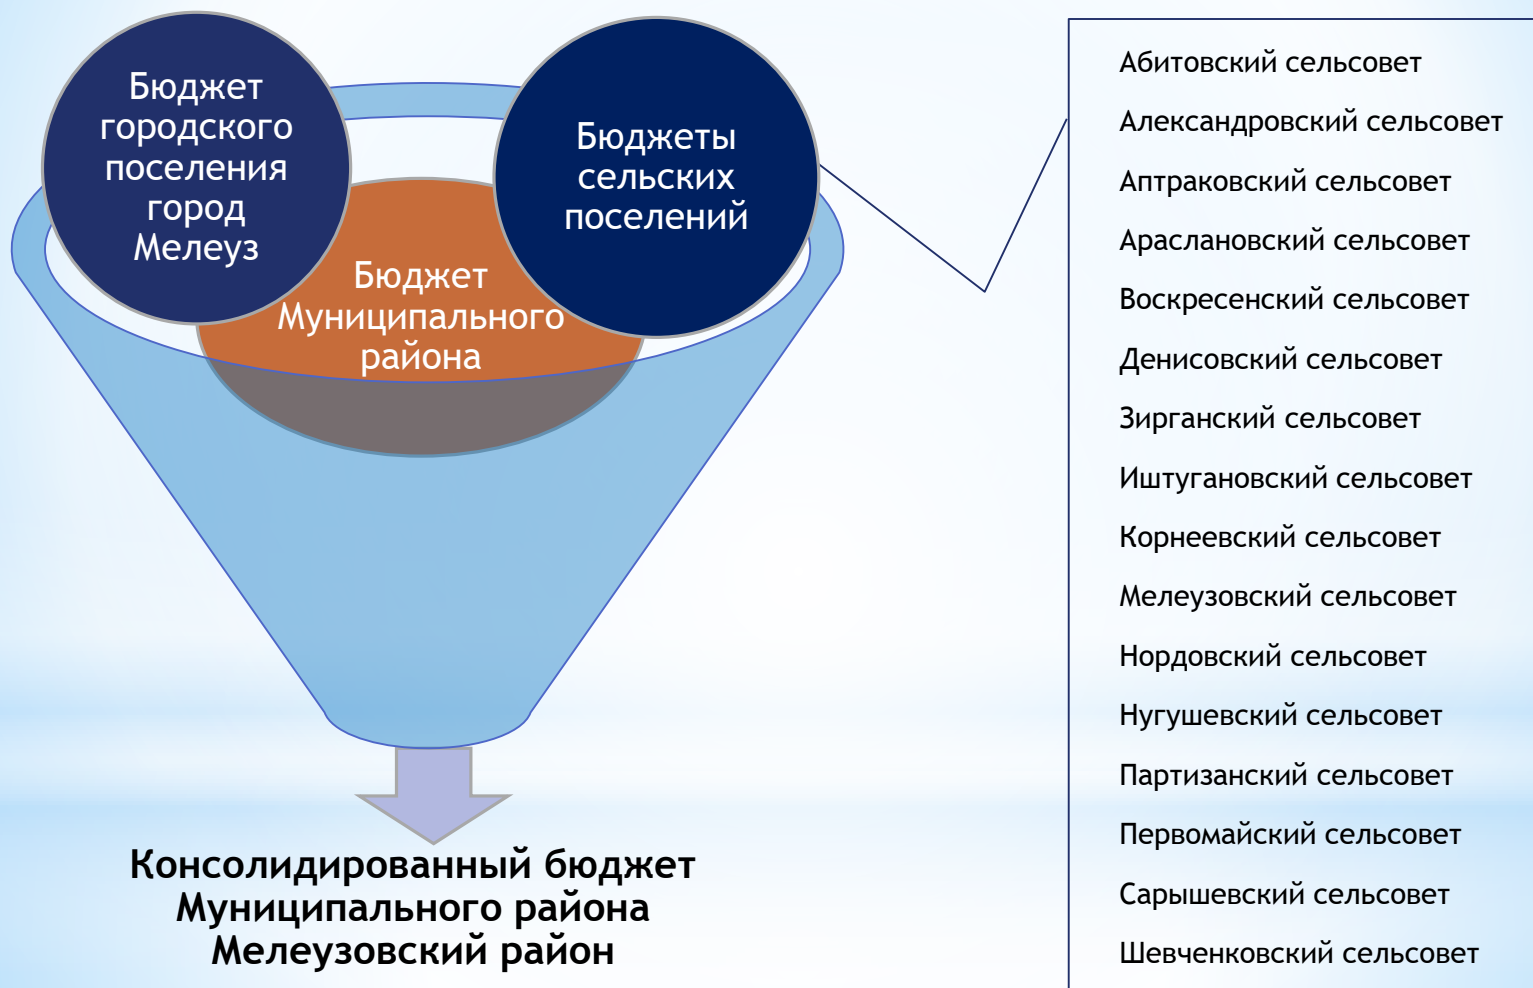 Бюджет
городского
поселения
город
Мелеуз
Бюджеты
сельских
поселений
Бюджет
Муниципального
района
Консолидированный бюджет
Муниципального района
Мелеузовский район
Абитовский сельсовет
Александровский сельсовет
Аптраковский сельсовет
Араслановский сельсовет
Воскресенский сельсовет
Денисовский сельсовет
Зирганский сельсовет
Иштугановский сельсовет
Корнеевский сельсовет
Мелеузовский сельсовет
Нордовский сельсовет
Нугушевский сельсовет
Партизанский сельсовет
Первомайский сельсовет
Сарышевский сельсовет
Шевченковский сельсовет